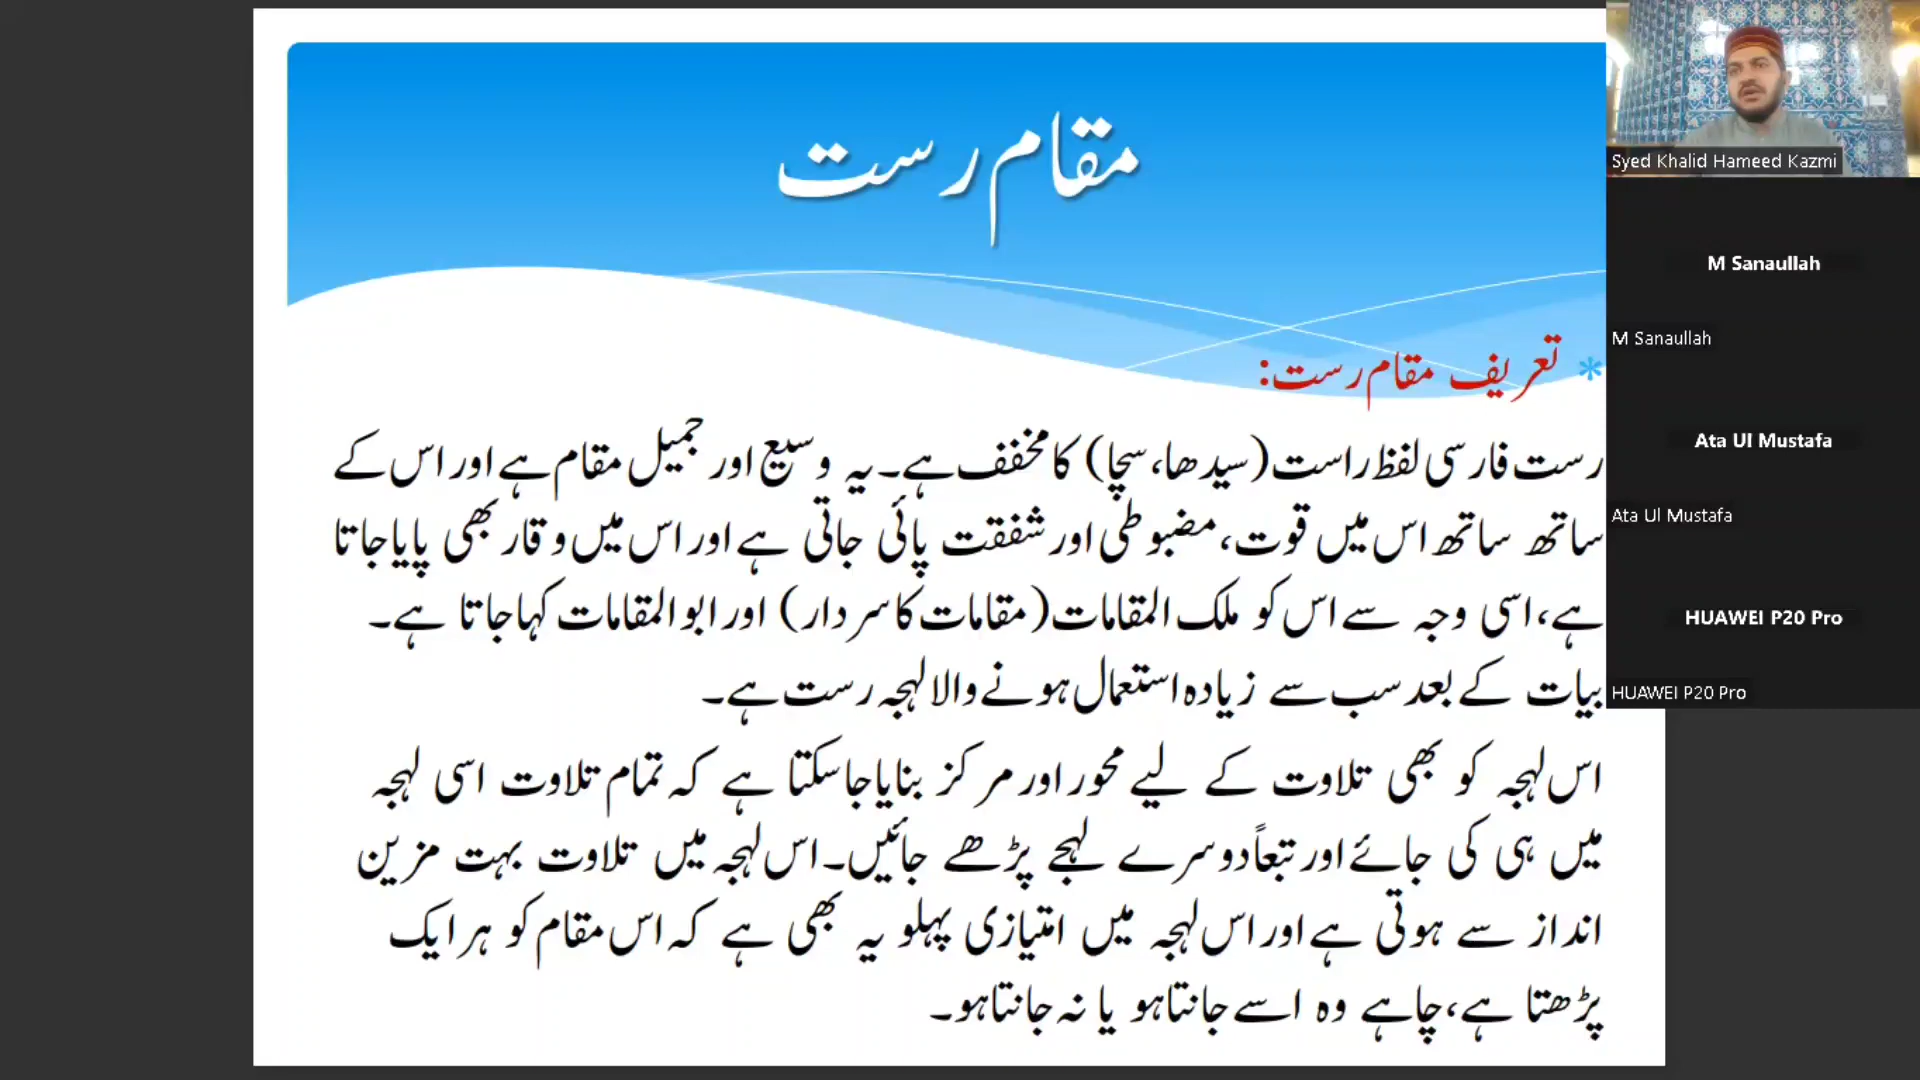 مقام رست
* تعریف مقام رست:
رست فارسی لفظ راست (سیدھا، سچا) کا مخفف ہے۔ یہ وسیع اور جمیل مقام ہے اور اس کے
ساتھ ساتھ اس میں قوت، مضبوطی اور شفقت پائی جاتی ہے اور اس میں وقار بھی پایا جاتا
ہے، اسی وجہ سے اس کو ملک المقامات (مقامات کا سردار) اور ابو المقامات کہا جاتا ہے۔
بیات کے بعد سب سے زیادہ استعمال ہونے والا لہجہ رست ہے۔
اس لہجہ کو بھی تلاوت کے لیے محور اور مرکز بنایا جا سکتا ہے کہ تمام تلاوت اسی لہجہ
میں ہی کی جائے اور تبعاً دوسرے لہجے پڑھے جائیں۔ اس لہجہ میں تلاوت بہت مزین
انداز سے ہوتی ہے اور اس لہجہ میں امتیازی پہلو یہ بھی ہے کہ اس مقام کو ہر ایک
پڑھتا ہے، چاہے وہ اسے جانتا ہو یا نہ جانتا ہو۔
Syed Khalid Hameed Kazmi
M Sanaullah
M Sanaullah
Ata Ul Mustafa
Ata Ul Mustafa
HUAWEI P20 Pro
HUAWEI P20 Pro